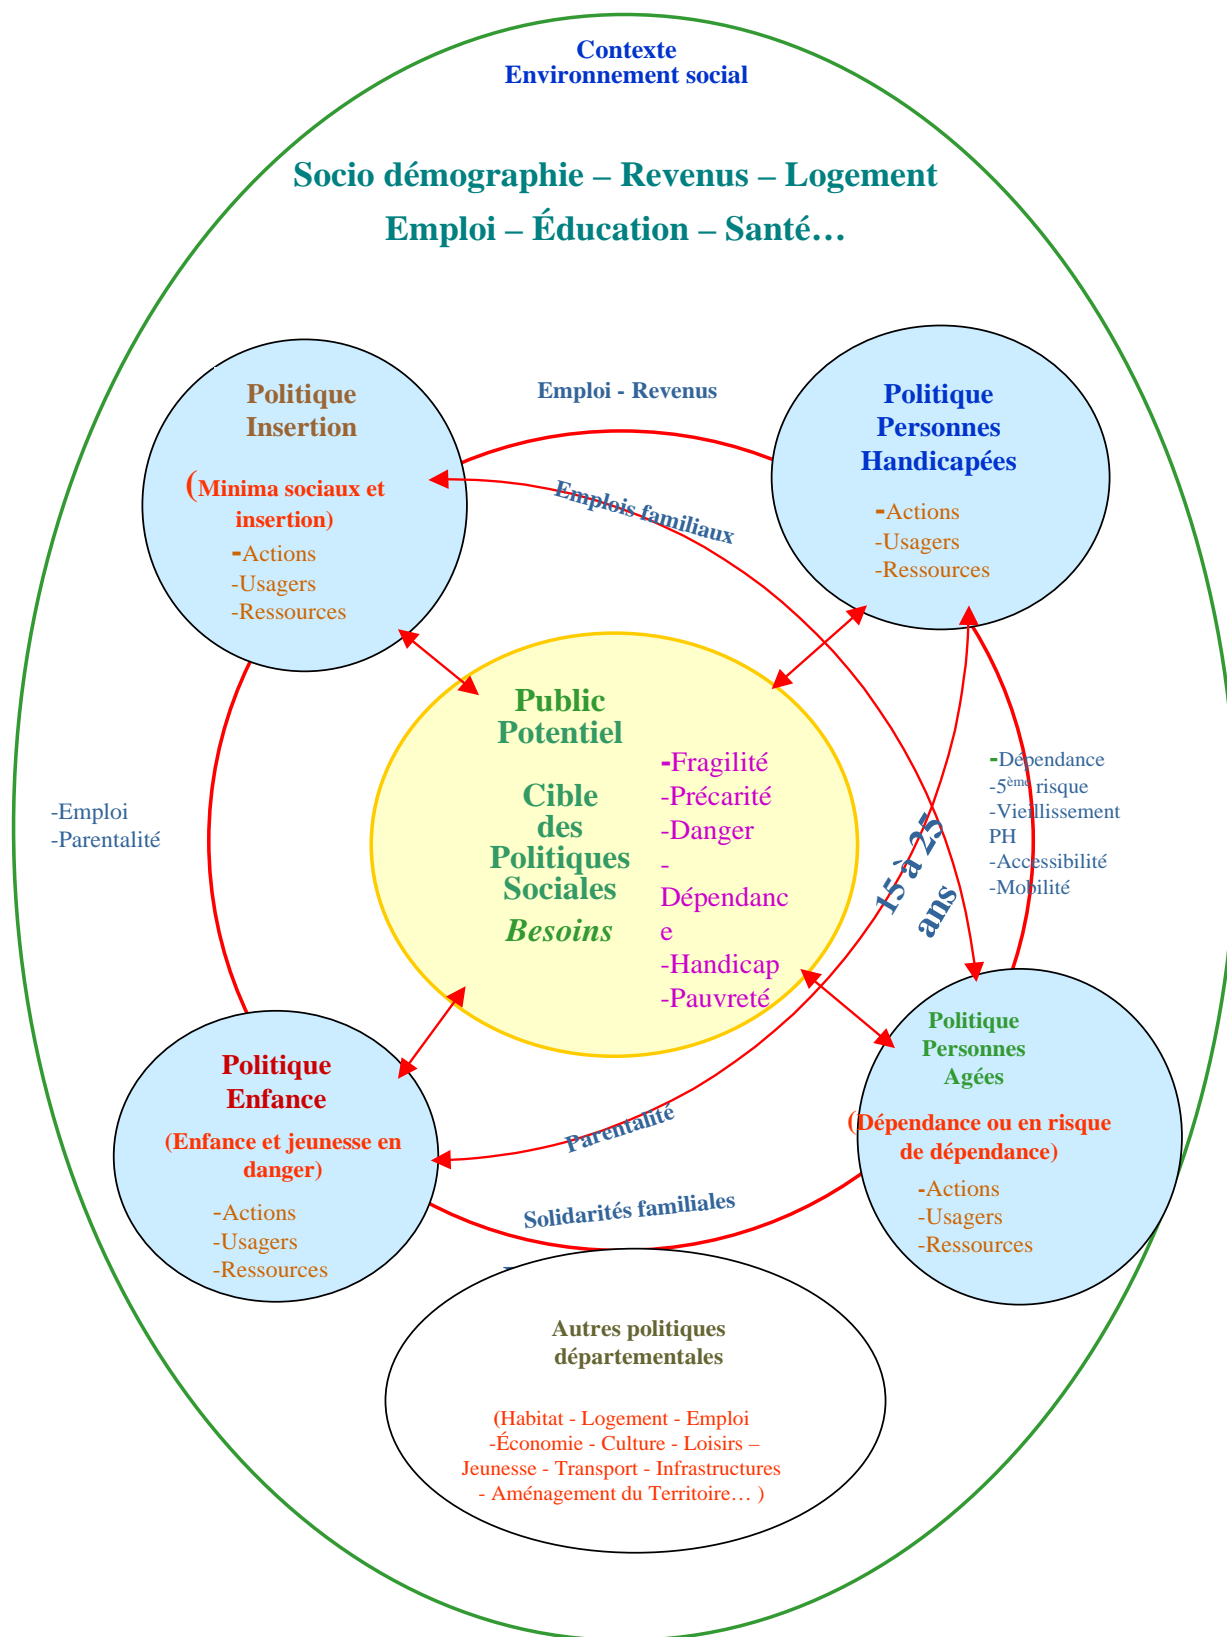 Contexte
Environnement social
Socio démographie – Revenus – Logement
Emploi – Éducation – Santé…
Politique
Insertion
(Minima sociaux et
insertion)
-Actions
-Usagers
-Ressources
Emploi - Revenus
Emplois familiaux
Politique
Personnes
Handicapées
-Actions
-Usagers
-Ressources
Public
Potentiel
Cible
des
Politiques
Sociales
Besoins
-Fragilité
-Précarité
-Danger
-
Dépendanc
e
-Handicap
-Pauvreté
-Emploi
-Parentalité
15 à 25
ans
-Dépendance
-5ème risque
-Vieillissement
PH
-Accessibilité
-Mobilité
Politique
Enfance
(Enfance et jeunesse en
danger)
-Actions
-Usagers
-Ressources
Parentalité
Solidarités familiales
Politique
Personnes
Agées
(Dépendance ou en risque
de dépendance)
-Actions
-Usagers
-Ressources
Autres politiques
départementales
(Habitat - Logement - Emploi
-Économie - Culture - Loisirs –
Jeunesse - Transport - Infrastructures
- Aménagement du Territoire… )